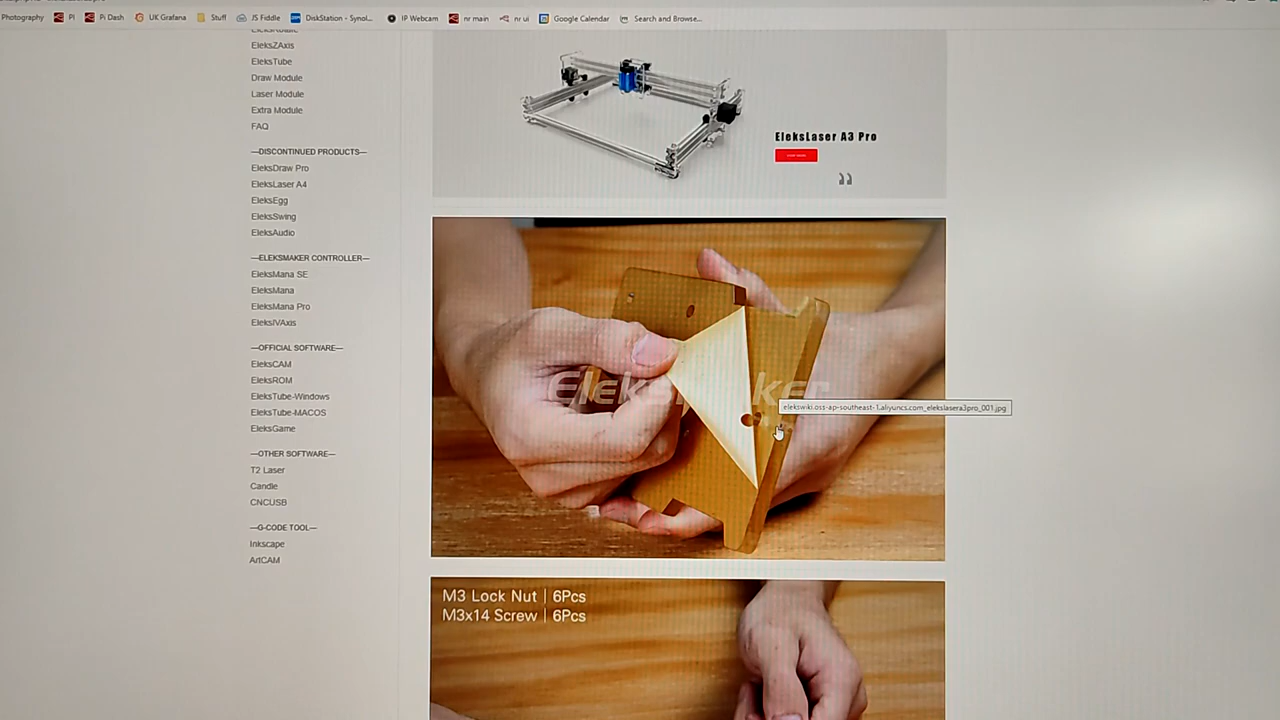 Photography
PI
Pi Dash
UK Grafana
Stuff
JS Fiddle
DiskStation - Synol...
IP Webcam
nr main
nr ui
Google Calendar
Search and Browse...
EleksZAxis
EleksTube
Draw Module
Laser Module
Extra Module
FAQ
—DISCONTINUED PRODUCTS—
EleksDraw Pro
EleksLaser A4
EleksEgg
EleksSwing
EleksAudio
—ELEKSMAKER CONTROLLER—
EleksMana SE
EleksMana
EleksMana Pro
EleksIVAxis
—OFFICIAL SOFTWARE—
EleksCAM
EleksROM
EleksTube-Windows
EleksTube-MACOS
EleksGame
—OTHER SOFTWARE—
T2 Laser
Candle
CNCUSB
—G-CODE TOOL—
Inkscape
ArtCAM
EleksLaser A3 Pro
EleksMaker
elekswiki.oss-ap-southeast-1.aliyuncs.com_elekslasera3pro_001.jpg
M3 Lock Nut | 6Pcs
M3x14 Screw | 6Pcs